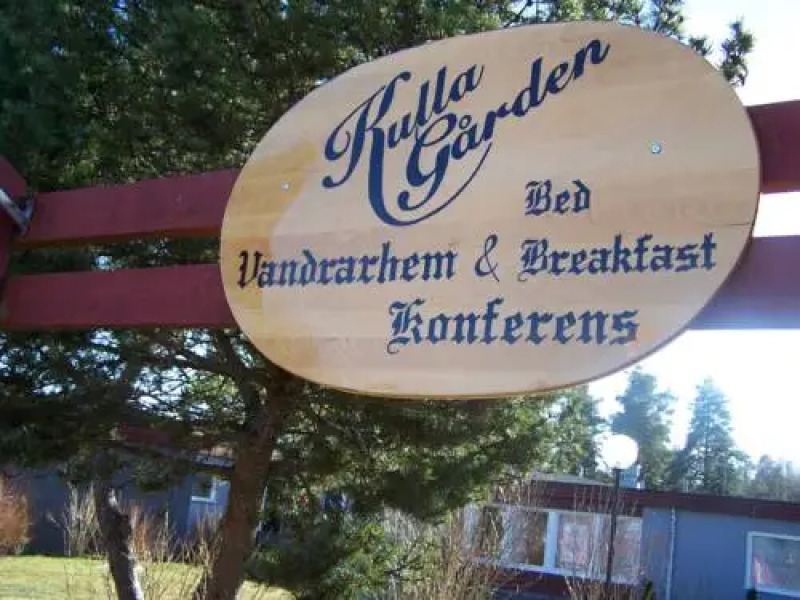 Kulla
Gården
Bed
Vandrarhem & Breakfast
Konferens